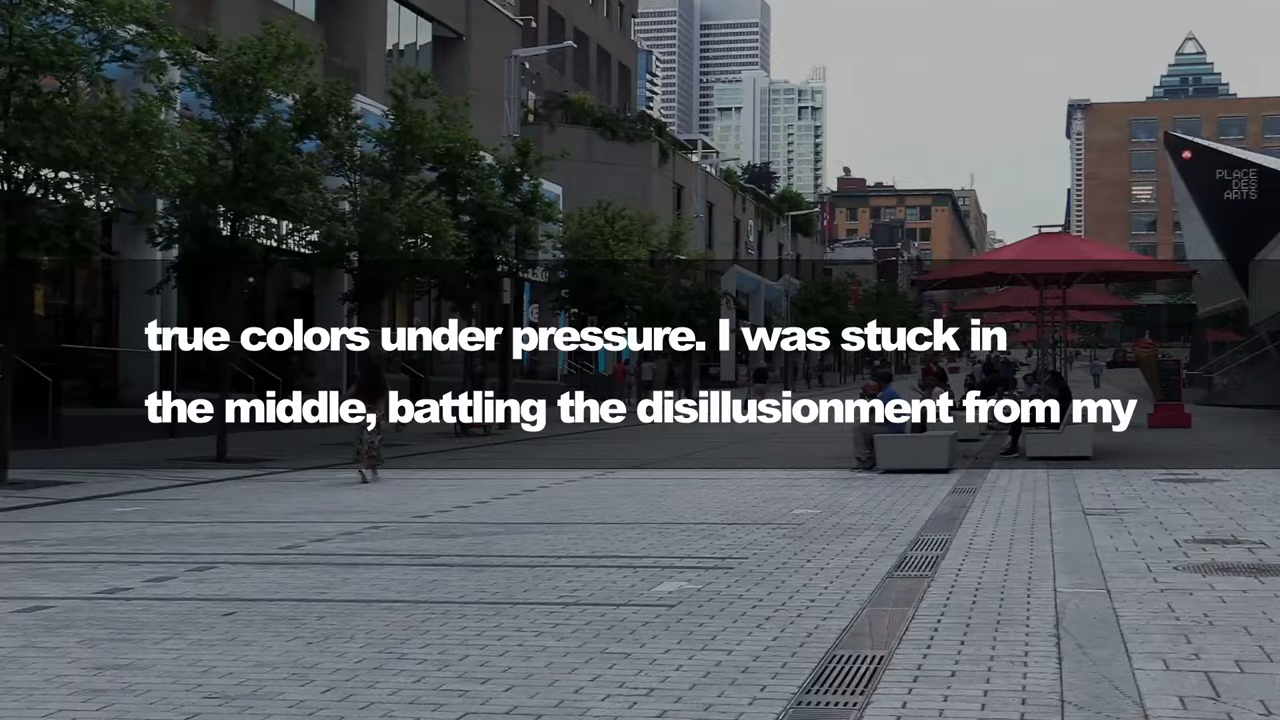 PLACE
DES
ARTS
true colors under pressure. I was stuck in
the middle, battling the disillusionment from my